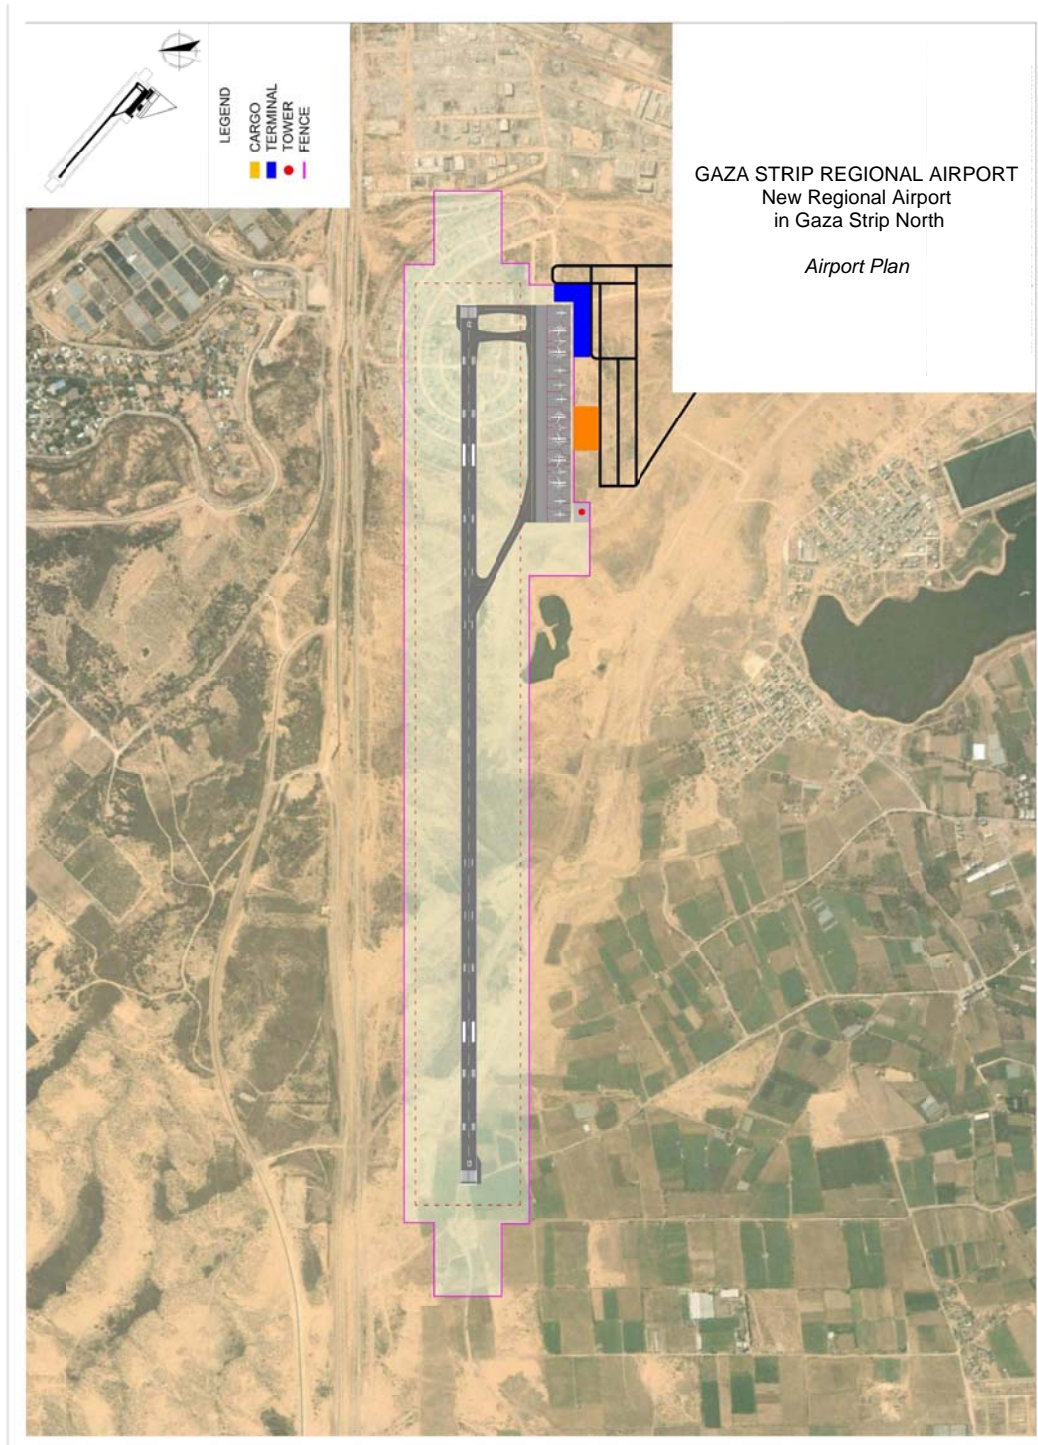 LEGEND
CARGO
TERMINAL
TOWER
FENCE
GAZA STRIP REGIONAL AIRPORT
New Regional Airport
in Gaza Strip North
Airport Plan